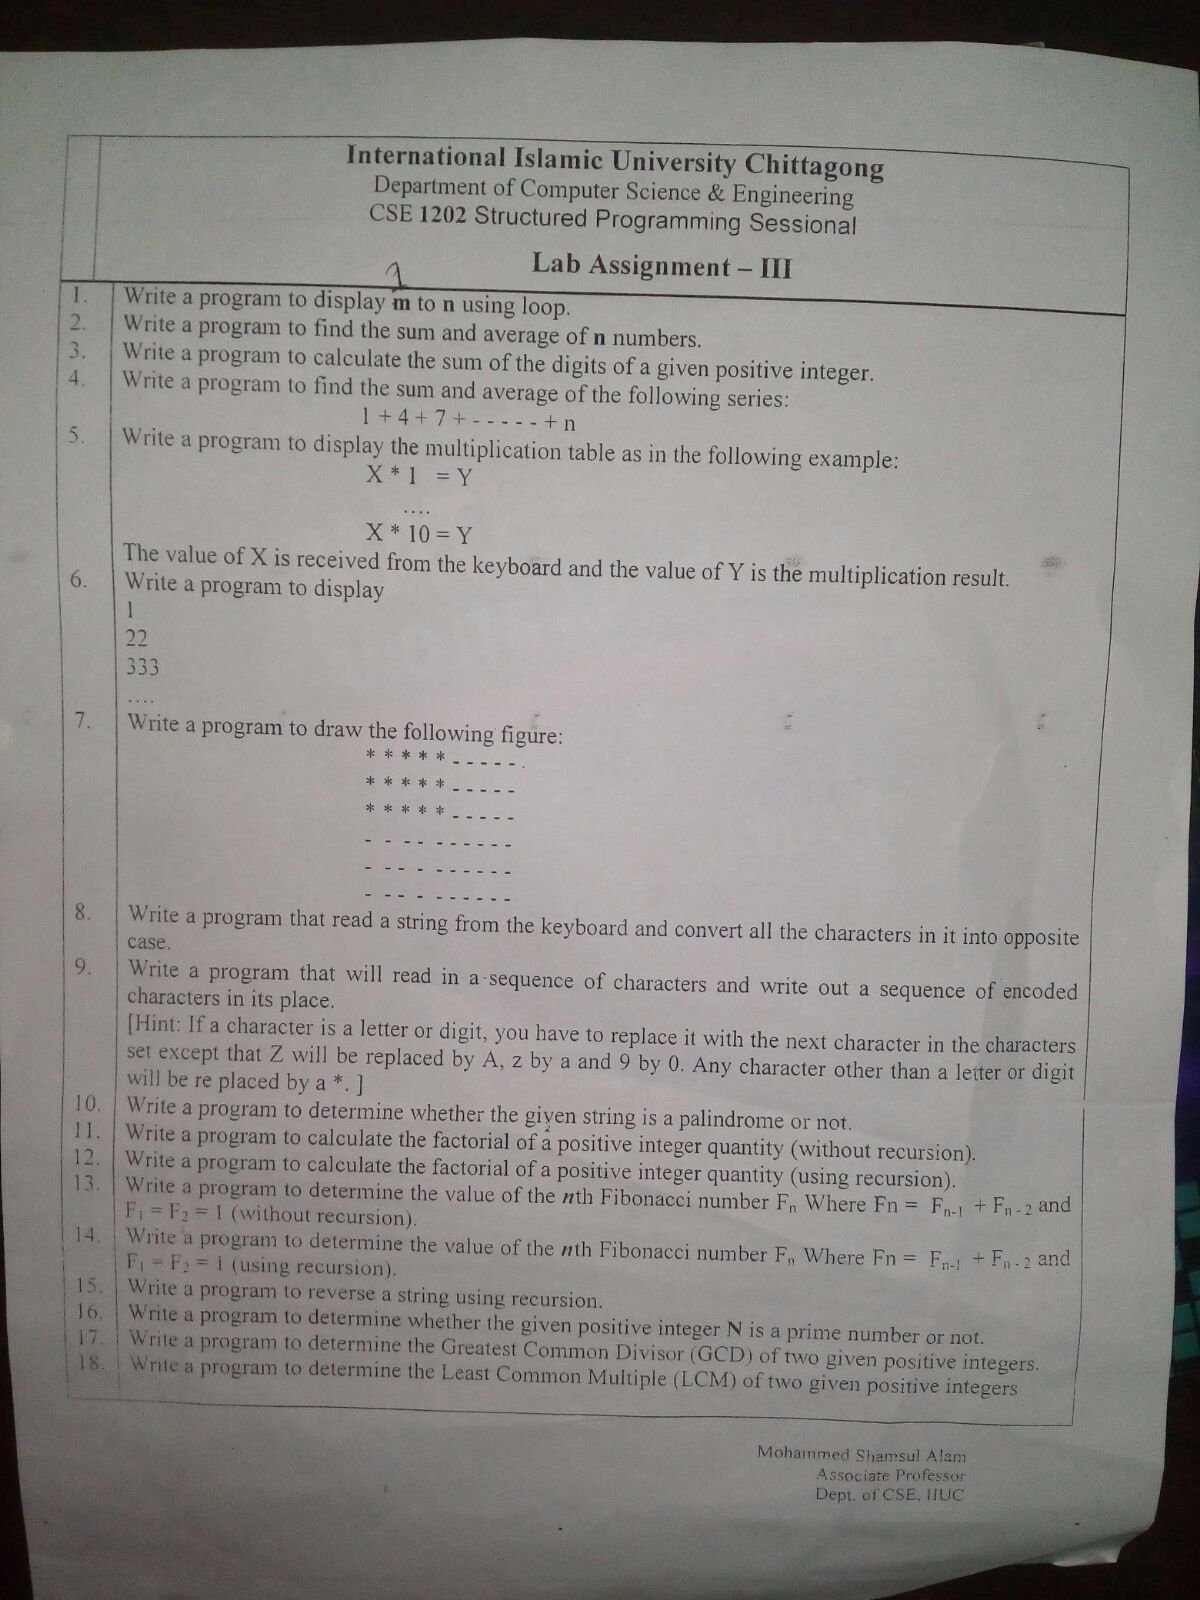 International Islamic University Chittagong
Department of Computer Science & Engineering
CSE 1202 Structured Programming Sessional
Lab Assignment – III
1. Write a program to display m to n using loop.
2. Write a program to find the sum and average of n numbers.
3. Write a program to calculate the sum of the digits of a given positive integer.
4. Write a program to find the sum and average of the following series:
1 + 4 + 7 + - - - - - + n
5. Write a program to display the multiplication table as in the following example:
X * 1 = Y
....
X * 10 = Y
The value of X is received from the keyboard and the value of Y is the multiplication result.
6. Write a program to display
1
22
333
....
7. Write a program to draw the following figure:
* * * * * - - - - - .
* * * * * - - - - -
* * * * * - - - - -
- - - - - - - - - -
- - - - - - - - - -
- - - - - - - - - -
8. Write a program that read a string from the keyboard and convert all the characters in it into opposite
case.
9. Write a program that will read in a sequence of characters and write out a sequence of encoded
characters in its place.
[Hint: If a character is a letter or digit, you have to replace it with the next character in the characters
set except that Z will be replaced by A, z by a and 9 by 0. Any character other than a letter or digit
will be re placed by a *. ]
10. Write a program to determine whether the given string is a palindrome or not.
11. Write a program to calculate the factorial of a positive integer quantity (without recursion).
12. Write a program to calculate the factorial of a positive integer quantity (using recursion).
13. Write a program to determine the value of the nth Fibonacci number Fn Where Fn = Fn-1 + Fn - 2 and
F1 = F2 = 1 (without recursion).
14. Write a program to determine the value of the nth Fibonacci number Fn Where Fn = Fn-1 + Fn - 2 and
F1 = F2 = 1 (using recursion).
15. Write a program to reverse a string using recursion.
16. Write a program to determine whether the given positive integer N is a prime number or not.
17. Write a program to determine the Greatest Common Divisor (GCD) of two given positive integers.
18. Write a program to determine the Least Common Multiple (LCM) of two given positive integers
Mohammed Shamsul Alam
Associate Professor
Dept. of CSE, IIUC